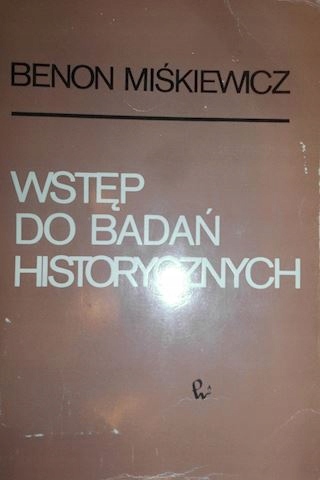 BENON MIŚKIEWICZ
WSTĘP
DO BADAŃ
HISTORYCZNYCH